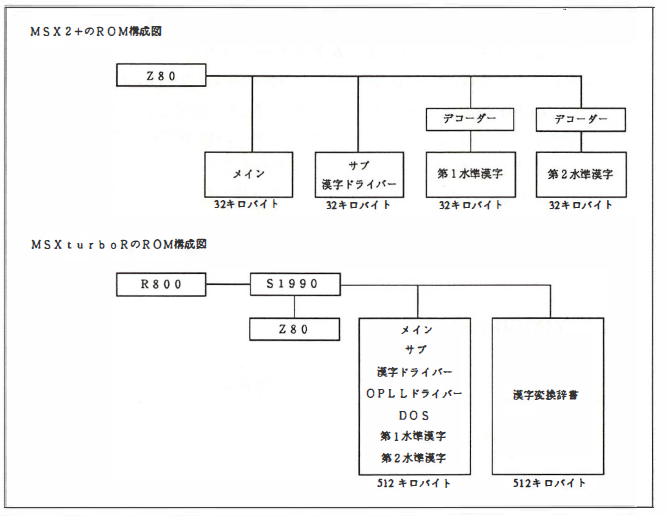 MSX2+のROM構成図
Z80
デコーダー
デコーダー
メイン
サブ
漢字ドライバー
第1水準漢字
第2水準漢字
32キロバイト
32キロバイト
32キロバイト
32キロバイト
MSXturboRのROM構成図
R800
S1990
Z80
メイン
サブ
漢字ドライバー
OPLLドライバー
DOS
第1水準漢字
第2水準漢字
漢字変換辞書
512キロバイト
512キロバイト